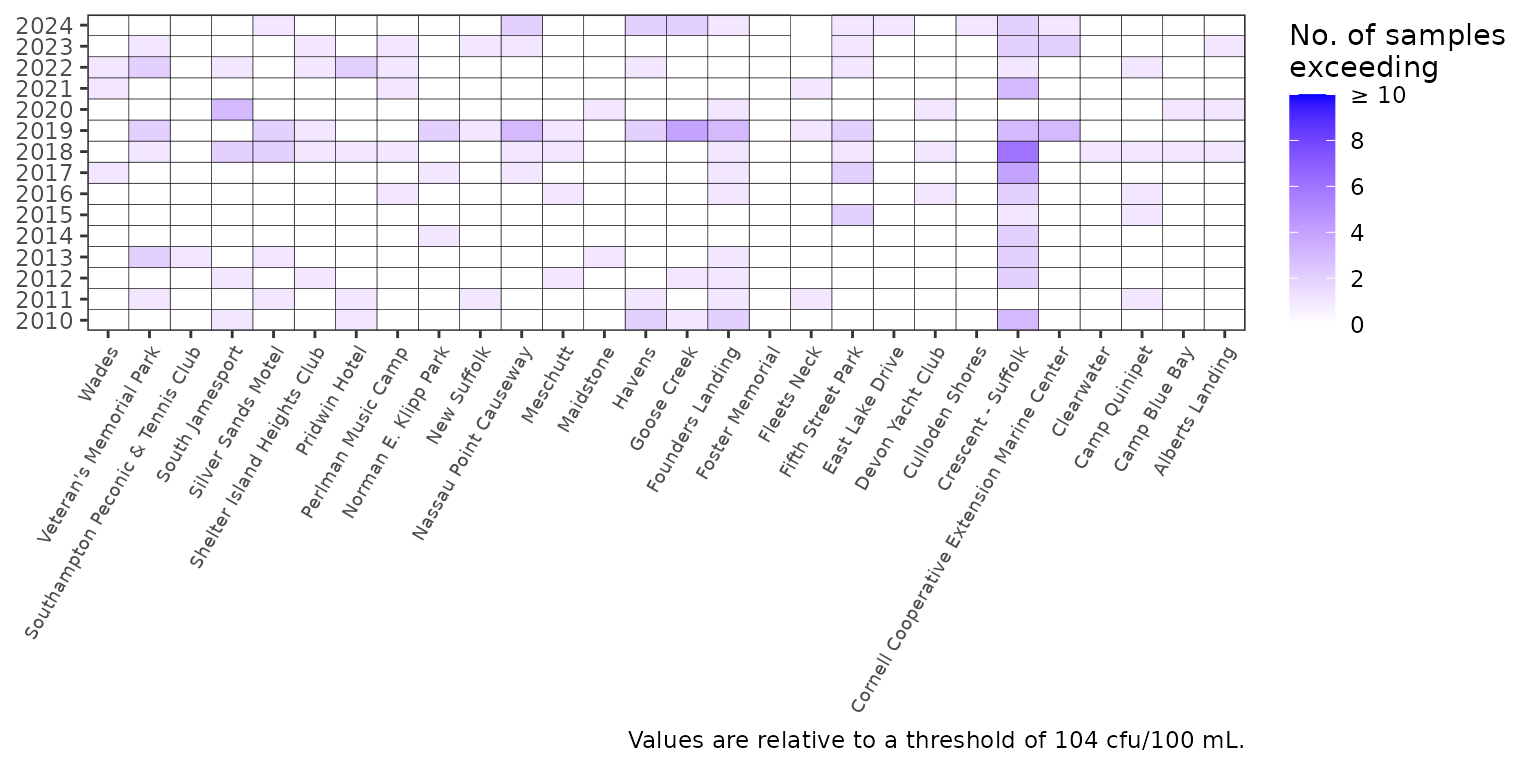 No. of samples
exceeding
≥ 10
8
6
4
2
0
2024
2023
2022
2021
2020
2019
2018
2017
2016
2015
2014
2013
2012
2011
2010
Wades
Veteran's Memorial Park
Southampton Peconic & Tennis Club
South Jamesport
Silver Sands Motel
Shelter Island Heights Club
Pridwin Hotel
Perlman Music Camp
Norman E. Klipp Park
New Suffolk
Nassau Point Causeway
Meschutt
Maidstone
Havens
Goose Creek
Founders Landing
Foster Memorial
Fleets Neck
Fifth Street Park
East Lake Drive
Devon Yacht Club
Culloden Shores
Crescent - Suffolk
Cornell Cooperative Extension Marine Center
Clearwater
Camp Quinipet
Camp Blue Bay
Alberts Landing
Values are relative to a threshold of 104 cfu/100 mL.